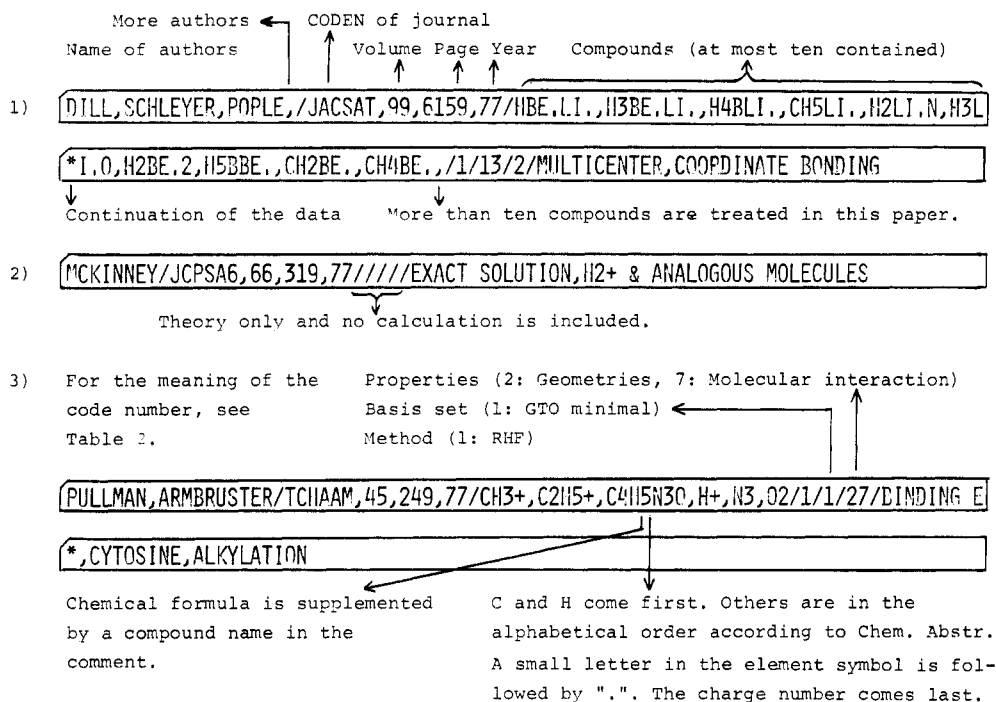 More authors CODEN of journal
Name of authors Volume Page Year Compounds (at most ten contained)
1) DILL,SCHLEYER,POPLE,/JACSAT,99,6159,77/HBE.LI.,H3BE.LI.,H4BLI.,CH5LI.,H2LI.N,H3L
*I.O,H2BE.2,H5BBE.,CH2BE.,CH4BE.,/1/13/2/MULTICENTER,COORDINATE BONDING
Continuation of the data More than ten compounds are treated in this paper.
2) MCKINNEY/JCPSA6,66,319,77/////EXACT SOLUTION,H2+ & ANALOGOUS MOLECULES
Theory only and no calculation is included.
3) For the meaning of the Properties (2: Geometries, 7: Molecular interaction)
code number, see Basis set (1: GTO minimal)
Table 2. Method (1: RHF)
PULLMAN,ARMBRUSTER/TCHAAM,45,249,77/CH3+,C2H5+,C4H5N3O,H+,N3,O2/1/1/27/BINDING E
*,CYTOSINE,ALKYLATION
Chemical formula is supplemented C and H come first. Others are in the
by a compound name in the alphabetical order according to Chem. Abstr.
comment. A small letter in the element symbol is fol-
lowed by ".". The charge number comes last.